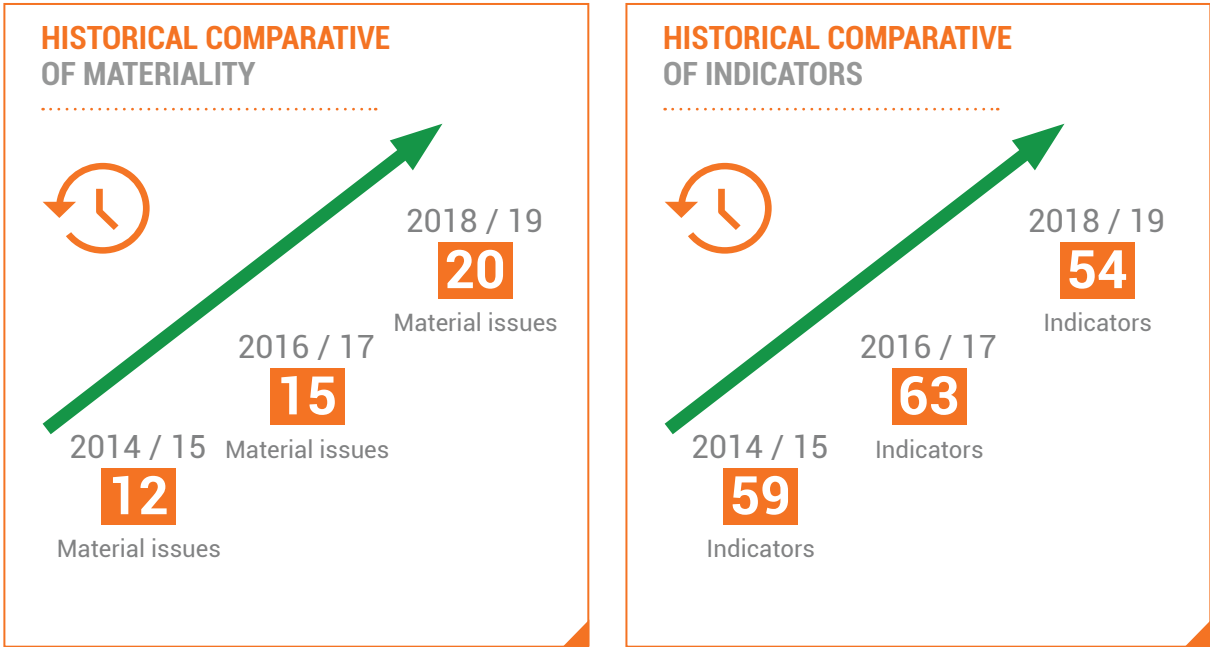 HISTORICAL COMPARATIVE
OF MATERIALITY
2018 / 19
20
Material issues
2016 / 17
15
Material issues
2014 / 15
12
Material issues
HISTORICAL COMPARATIVE
OF INDICATORS
2018 / 19
54
Indicators
2016 / 17
63
Indicators
2014 / 15
59
Indicators